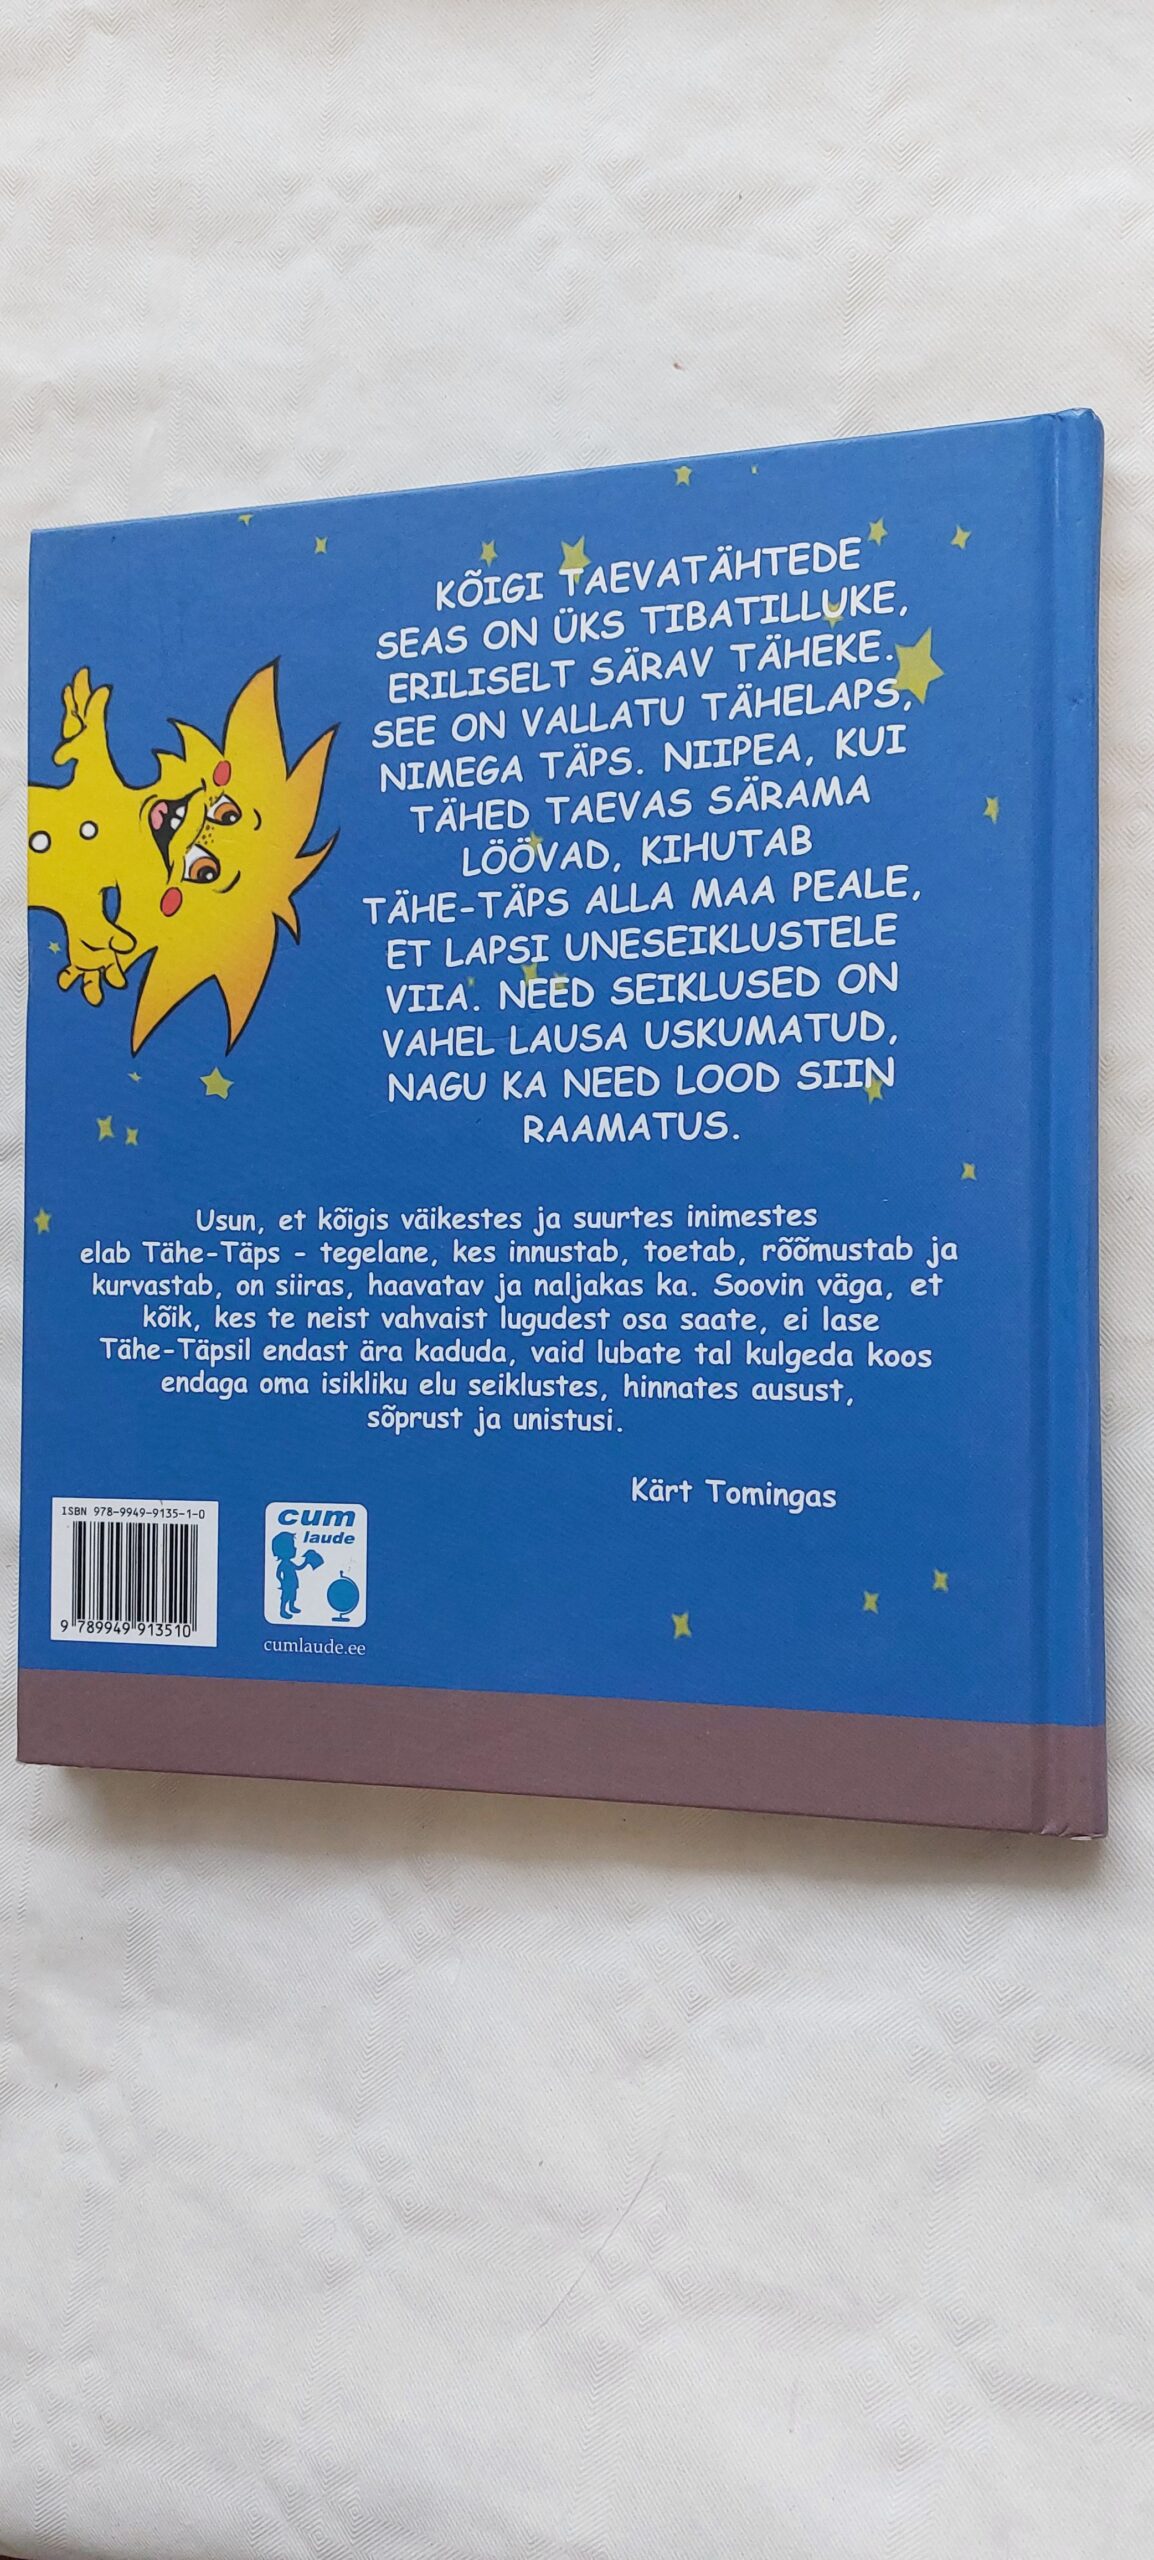 KÕIGI TAEVATÄHTEDE
SEAS ON ÜKS TIBATILLUKE,
ERILISELT SÄRAV TÄHEKE.
SEE ON VALLATU TÄHELAPS,
NIMEGA TÄPS. NIIPEA, KUI
TÄHED TAEVAS SÄRAMA
LÖÖVAD, KIHUTAB
TÄHE-TÄPS ALLA MAA PEALE,
ET LAPSI UNESEIKLUSTELE
VIIA. NEED SEIKLUSED ON
VAHEL LAUSA USKUMATUD,
NAGU KA NEED LOOD SIIN
RAAMATUS.
Usun, et kõigis väikestes ja suurtes inimestes
elab Tähe-Täps - tegelane, kes innustab, toetab, rõõmustab ja
kurvastab, on siiras, haavatav ja naljakas ka. Soovin väga, et
kõik, kes te neist vahvaist lugudest osa saate, ei lase
Tähe-Täpsil endast ära kaduda, vaid lubate tal kulgeda koos
endaga oma isikliku elu seiklustes, hinnates ausust,
sõprust ja unistusi.
Kärt Tomingas
ISBN 978-9949-9135-1-0
9 789949 913510
cum
laude
cumlaude.ee